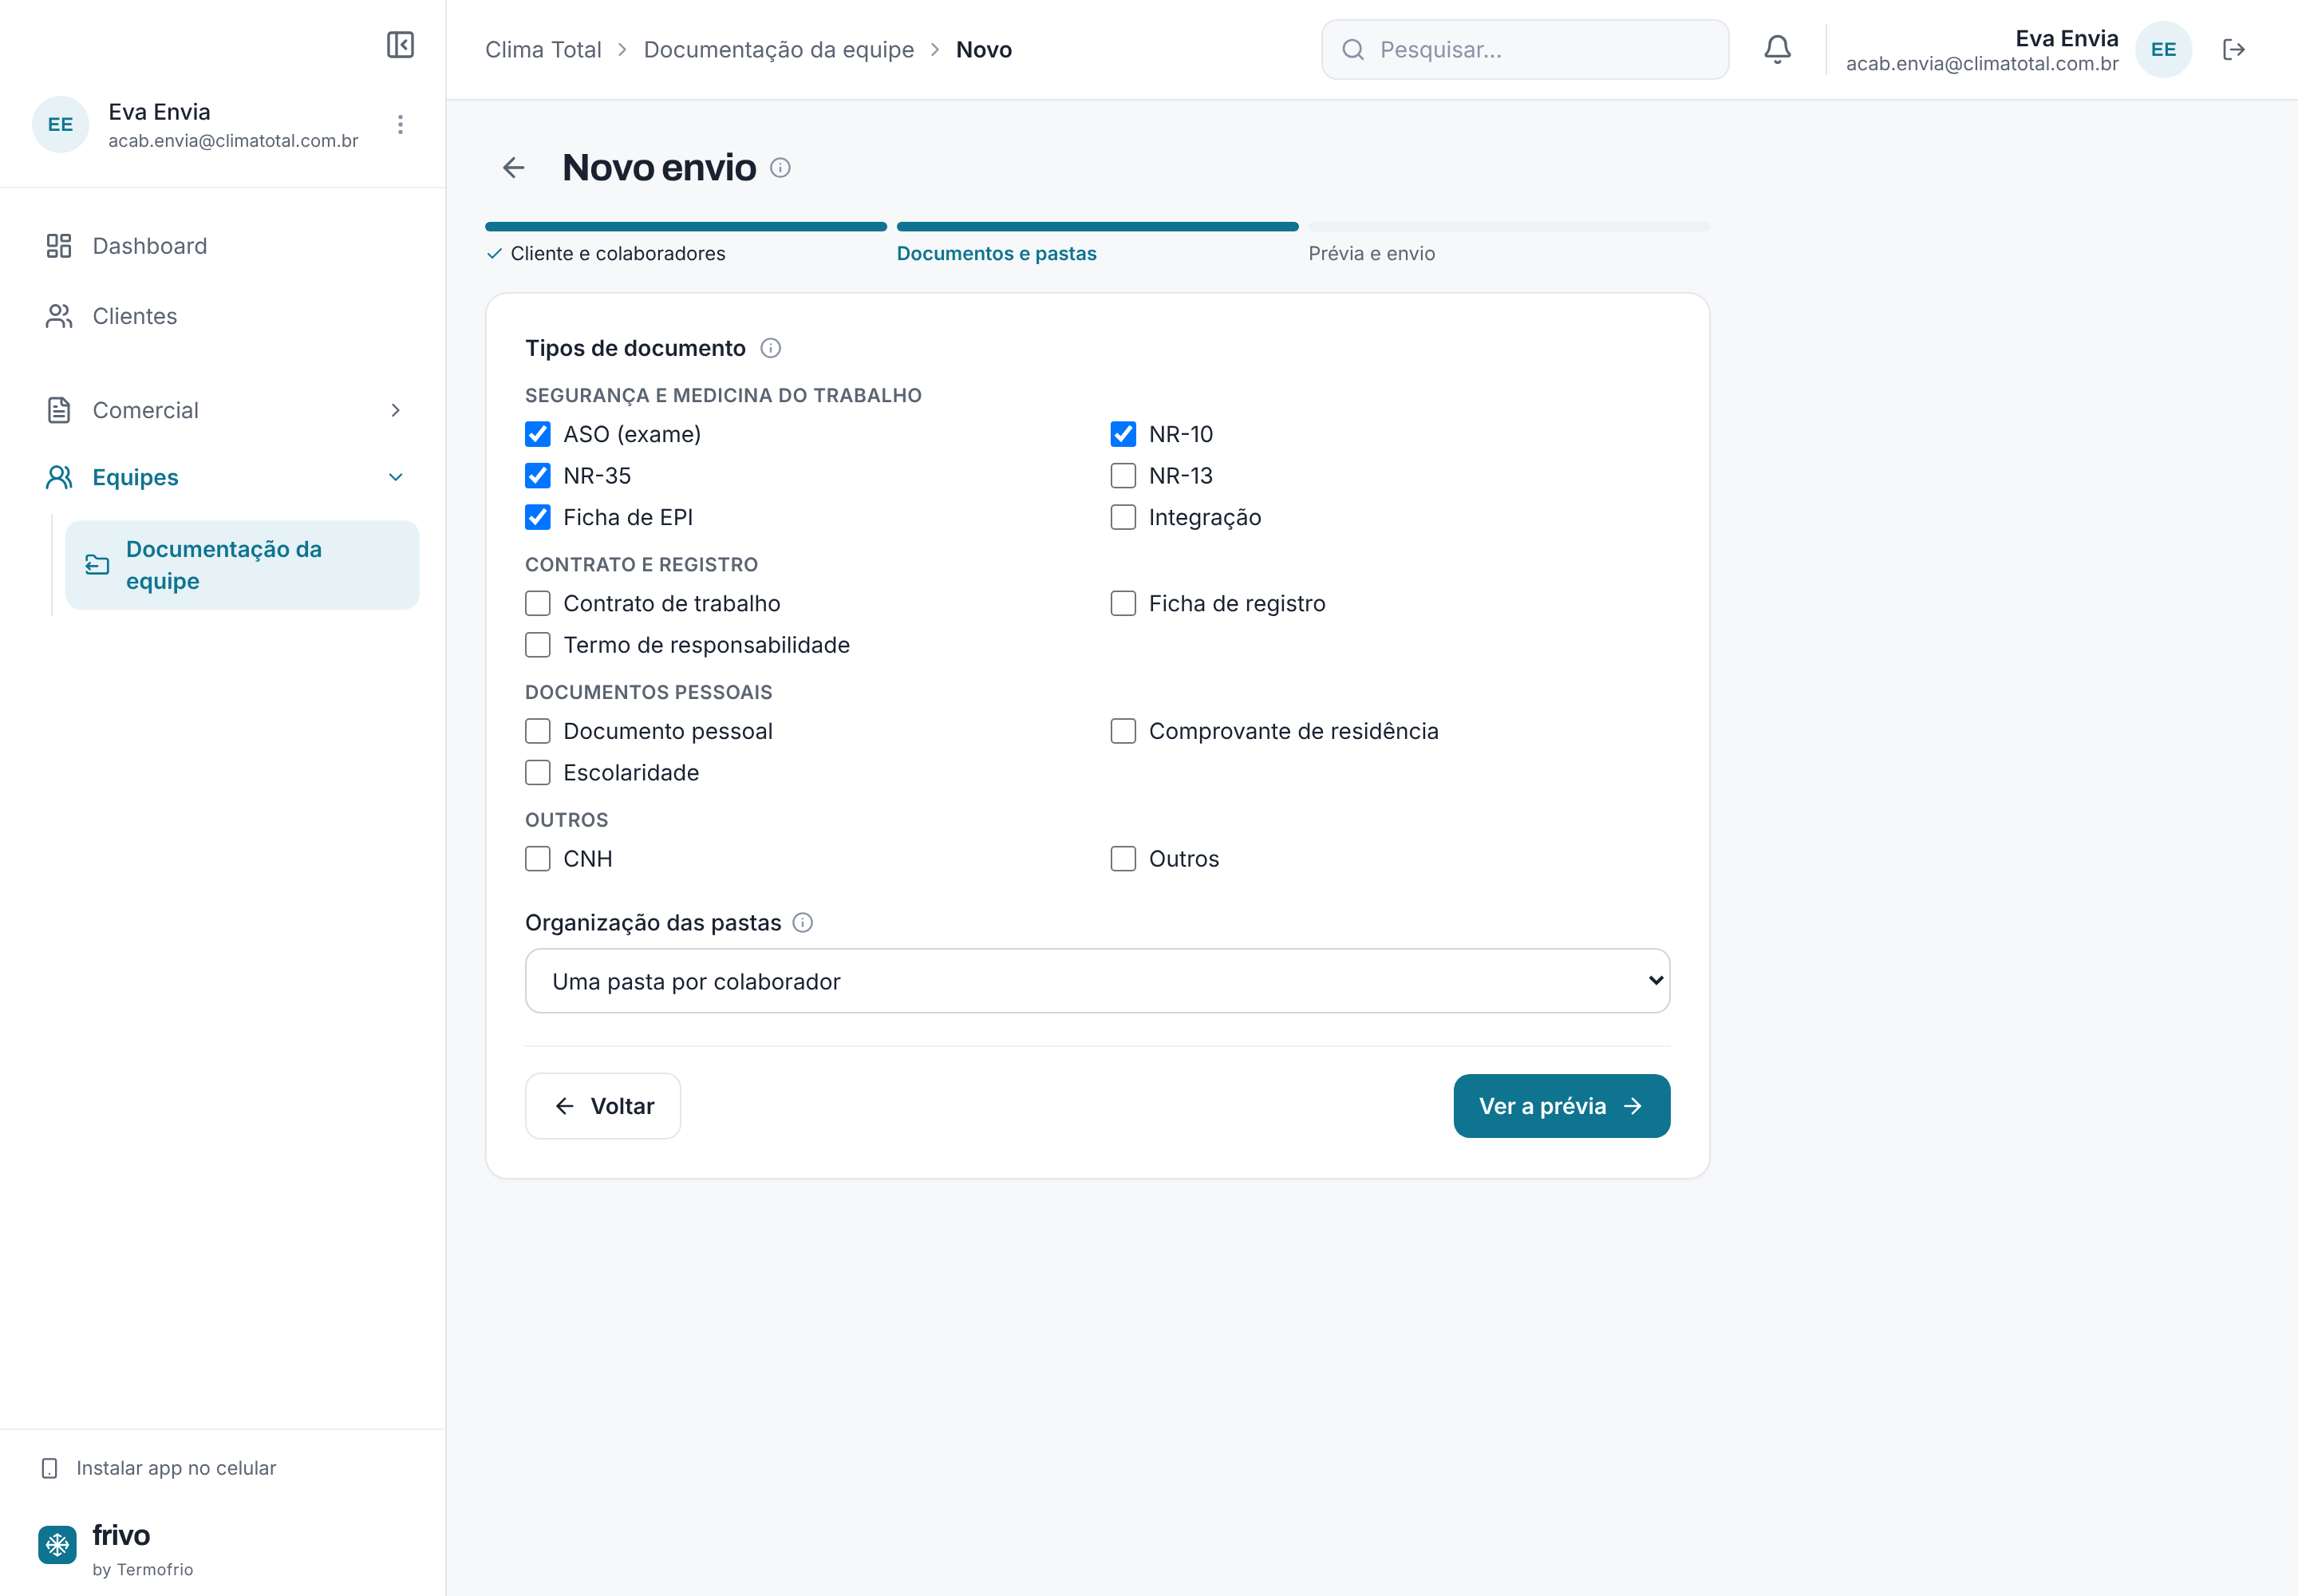 Clima Total > Documentação da equipe > Novo
Pesquisar...
Eva Envia
acab.envia@climatotal.com.br
EE
EE
Eva Envia
acab.envia@climatotal.com.br
Dashboard
Clientes
Comercial
Equipes
Documentação da
equipe
Instalar app no celular
frivo
by Termofrio
Novo envio
Cliente e colaboradores
Documentos e pastas
Prévia e envio
Tipos de documento
SEGURANÇA E MEDICINA DO TRABALHO
ASO (exame)
NR-10
NR-35
NR-13
Ficha de EPI
Integração
CONTRATO E REGISTRO
Contrato de trabalho
Ficha de registro
Termo de responsabilidade
DOCUMENTOS PESSOAIS
Documento pessoal
Comprovante de residência
Escolaridade
OUTROS
CNH
Outros
Organização das pastas
Uma pasta por colaborador
Voltar
Ver a prévia